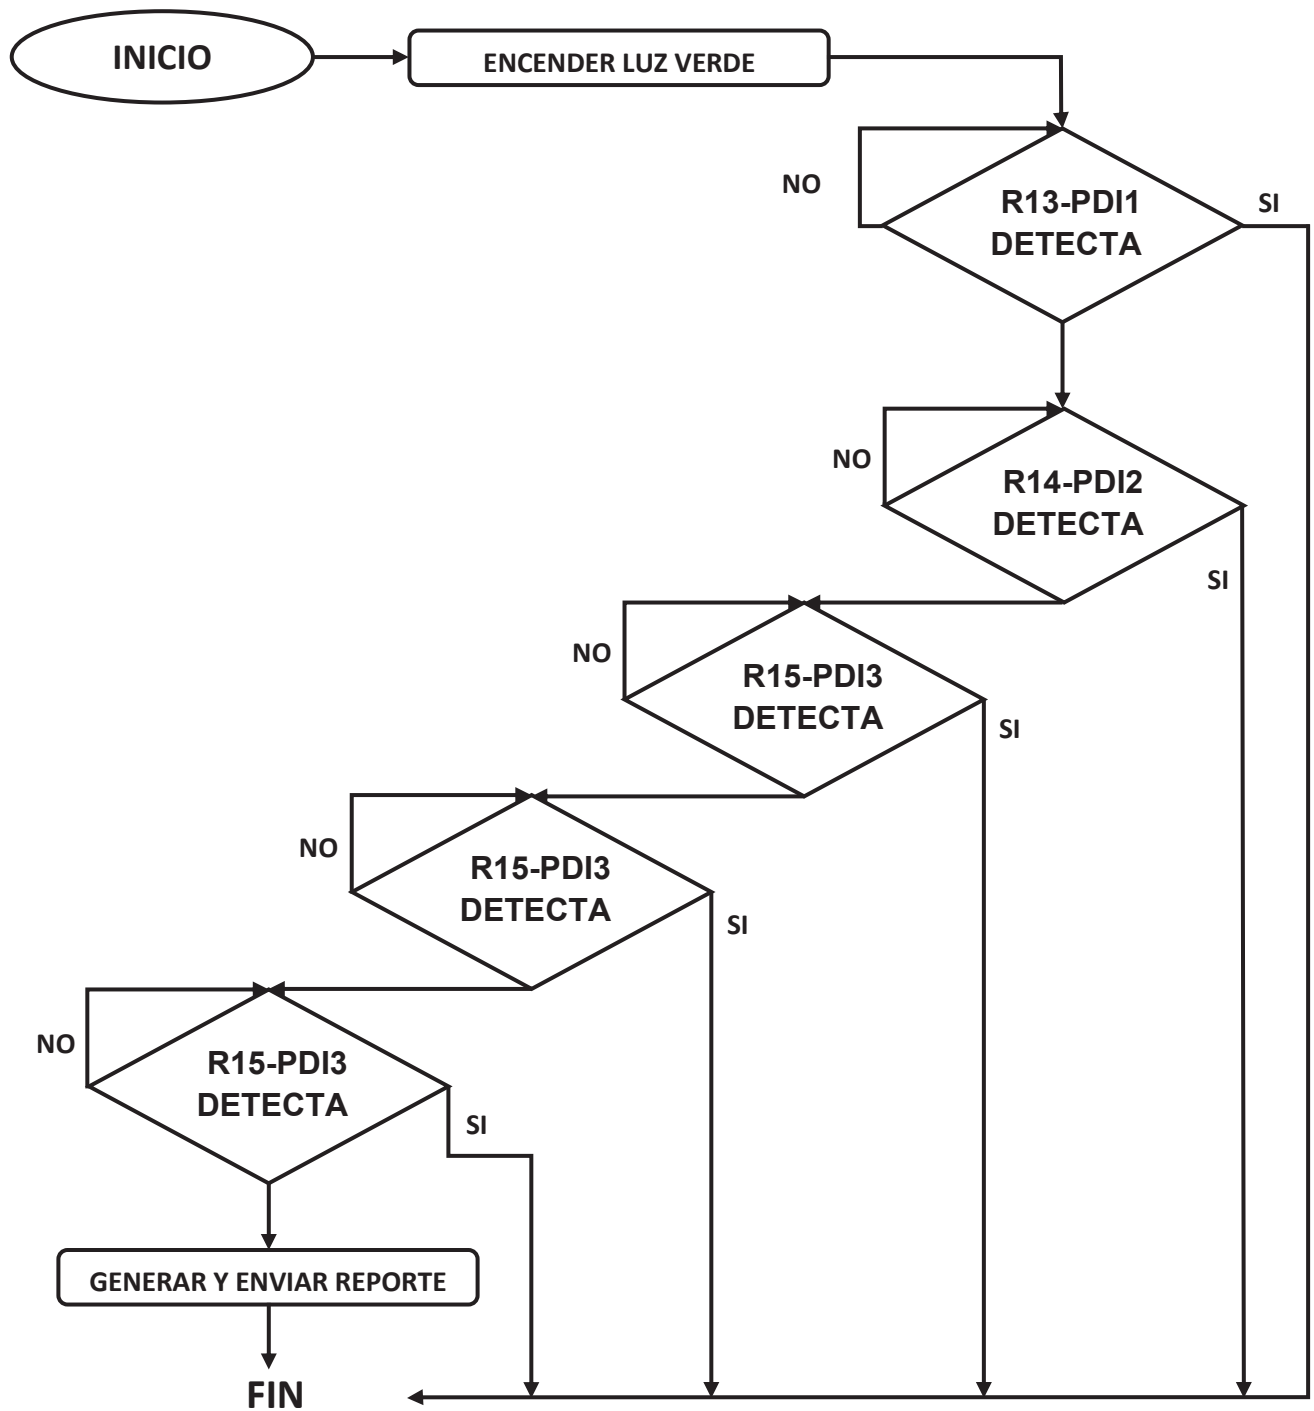 INICIO
ENCENDER LUZ VERDE
NO
R13-PDI1
DETECTA
SI
NO
R14-PDI2
DETECTA
SI
NO
R15-PDI3
DETECTA
SI
NO
R15-PDI3
DETECTA
SI
NO
R15-PDI3
DETECTA
SI
GENERAR Y ENVIAR REPORTE
FIN